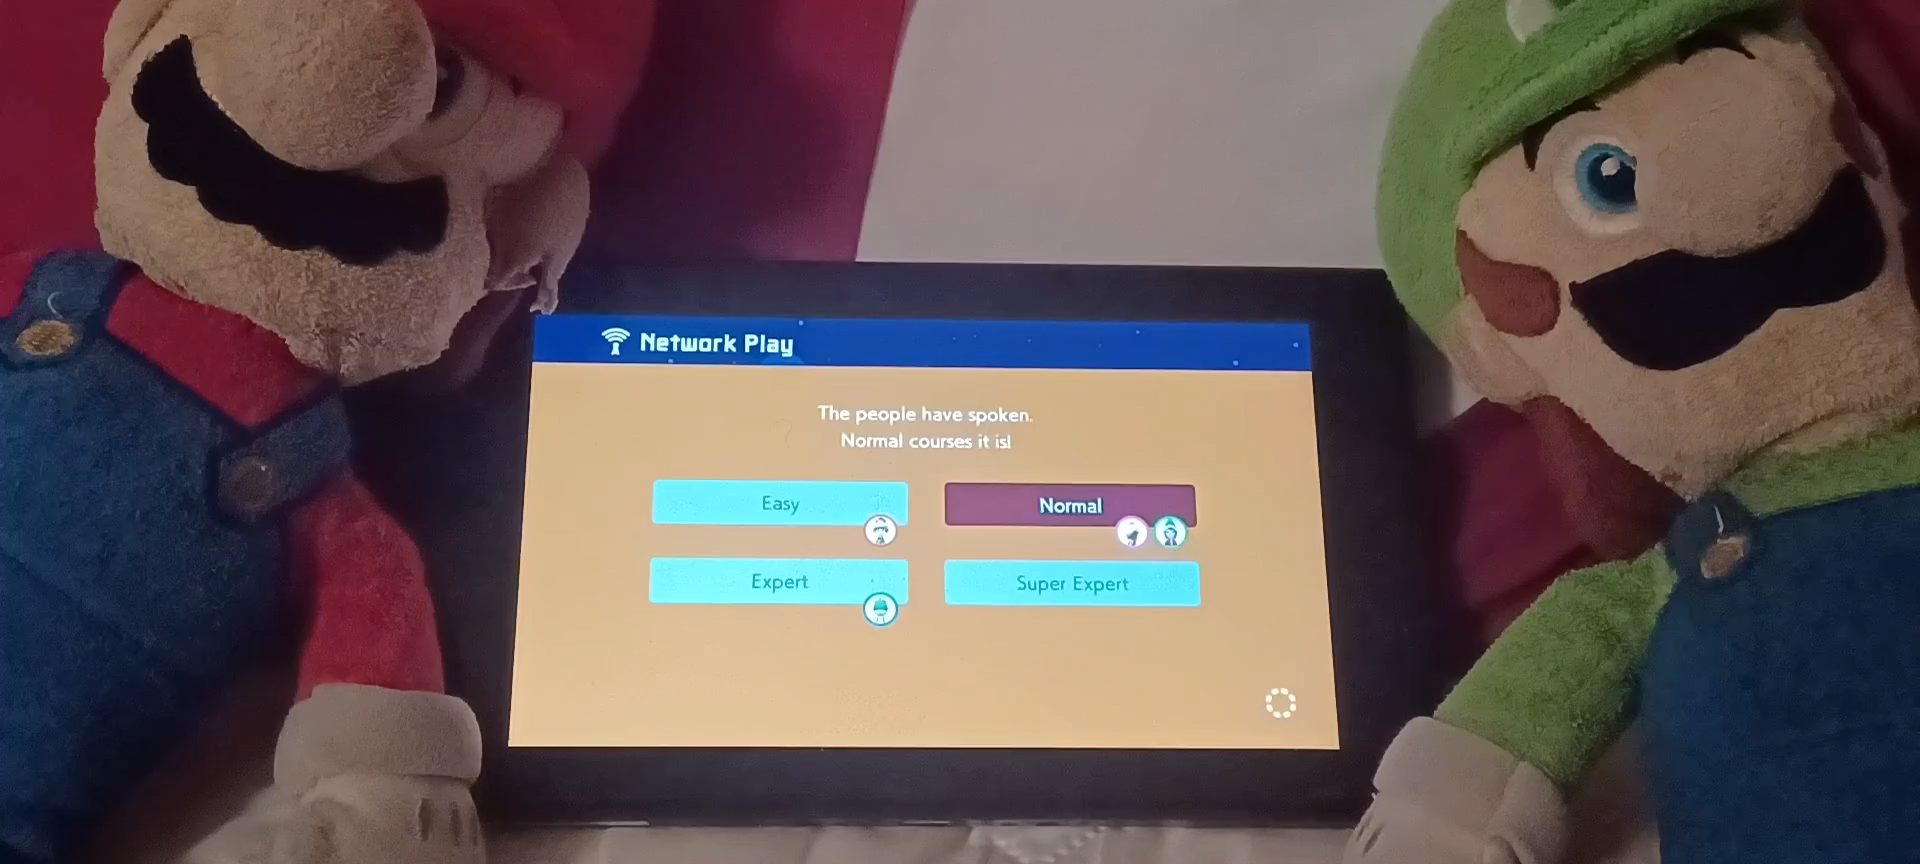 Network Play
The people have spoken.
Normal courses it is!
Easy
Normal
Expert
Super Expert